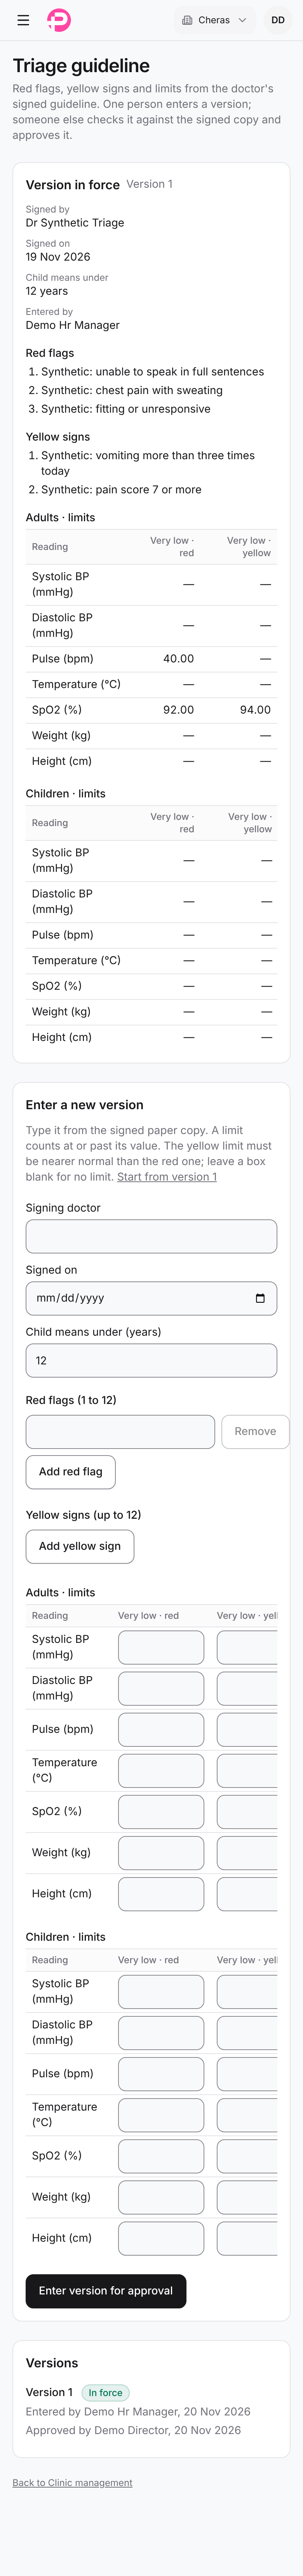 Cheras
DD
Triage guideline
Red flags, yellow signs and limits from the doctor's
signed guideline. One person enters a version;
someone else checks it against the signed copy and
approves it.
Version in force Version 1
Signed by
Dr Synthetic Triage
Signed on
19 Nov 2026
Child means under
12 years
Entered by
Demo Hr Manager
Red flags
1. Synthetic: unable to speak in full sentences
2. Synthetic: chest pain with sweating
3. Synthetic: fitting or unresponsive
Yellow signs
1. Synthetic: vomiting more than three times
today
2. Synthetic: pain score 7 or more
Adults · limits
Reading Very low · red Very low · yellow
Systolic BP (mmHg) — —
Diastolic BP (mmHg) — —
Pulse (bpm) 40.00 —
Temperature (°C) — —
SpO2 (%) 92.00 94.00
Weight (kg) — —
Height (cm) — —
Children · limits
Reading Very low · red Very low · yellow
Systolic BP (mmHg) — —
Diastolic BP (mmHg) — —
Pulse (bpm) — —
Temperature (°C) — —
SpO2 (%) — —
Weight (kg) — —
Height (cm) — —
Enter a new version
Type it from the signed paper copy. A limit
counts at or past its value. The yellow limit must
be nearer normal than the red one; leave a box
blank for no limit. Start from version 1
Signing doctor
Signed on
mm/dd/yyyy
Child means under (years)
12
Red flags (1 to 12)
Remove
Add red flag
Yellow signs (up to 12)
Add yellow sign
Adults · limits
Reading Very low · red Very low · yell
Systolic BP (mmHg)
Diastolic BP (mmHg)
Pulse (bpm)
Temperature (°C)
SpO2 (%)
Weight (kg)
Height (cm)
Children · limits
Reading Very low · red Very low · yell
Systolic BP (mmHg)
Diastolic BP (mmHg)
Pulse (bpm)
Temperature (°C)
SpO2 (%)
Weight (kg)
Height (cm)
Enter version for approval
Versions
Version 1 In force
Entered by Demo Hr Manager, 20 Nov 2026
Approved by Demo Director, 20 Nov 2026
Back to Clinic management